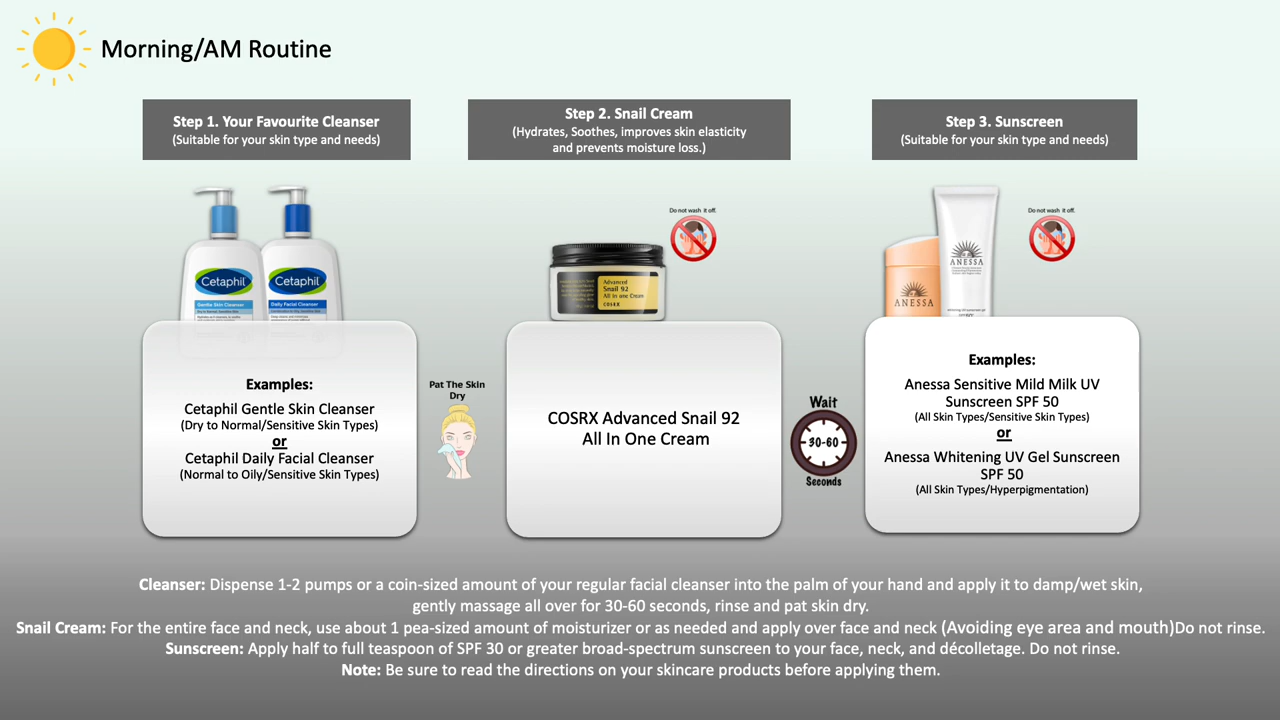 Morning/AM Routine
Step 1. Your Favourite Cleanser
(Suitable for your skin type and needs)
Step 2. Snail Cream
(Hydrates, Soothes, improves skin elasticity
and prevents moisture loss.)
Step 3. Sunscreen
(Suitable for your skin type and needs)
Cetaphil
Gentle Skin Cleanser
Cetaphil
Daily Facial Cleanser
Do not wash it off.
Advanced
Snail 92
All in one Cream
COSRX
ANESSA
ANESSA
Do not wash it off.
Examples:
Cetaphil Gentle Skin Cleanser
(Dry to Normal/Sensitive Skin Types)
or
Cetaphil Daily Facial Cleanser
(Normal to Oily/Sensitive Skin Types)
Pat The Skin
Dry
COSRX Advanced Snail 92
All In One Cream
Wait
30-60
Seconds
Examples:
Anessa Sensitive Mild Milk UV
Sunscreen SPF 50
(All Skin Types/Sensitive Skin Types)
or
Anessa Whitening UV Gel Sunscreen
SPF 50
(All Skin Types/Hyperpigmentation)
Cleanser: Dispense 1-2 pumps or a coin-sized amount of your regular facial cleanser into the palm of your hand and apply it to damp/wet skin,
gently massage all over for 30-60 seconds, rinse and pat skin dry.
Snail Cream: For the entire face and neck, use about 1 pea-sized amount of moisturizer or as needed and apply over face and neck (Avoiding eye area and mouth)Do not rinse.
Sunscreen: Apply half to full teaspoon of SPF 30 or greater broad-spectrum sunscreen to your face, neck, and décolletage. Do not rinse.
Note: Be sure to read the directions on your skincare products before applying them.